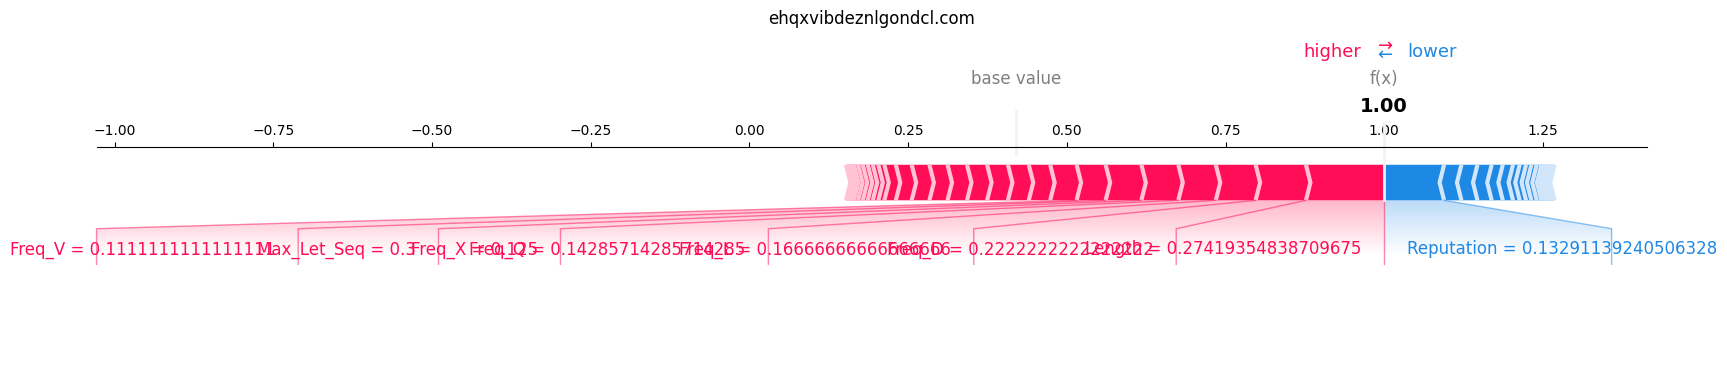 ehqxvibdeznlgondcl.com
higher ⇄ lower
base value
f(x)
1.00
−1.00 −0.75 −0.50 −0.25 0.00 0.25 0.50 0.75 1.00 1.25
Freq_V = 0.1111111111111111 Max_Let_Seq = 0.3 Freq_X = 0.125 Freq_Q = 0.14285714285714285 = 0.16666666666666666 = 0.2222222222222222 Length = 0.27419354838709675 Reputation = 0.13291139240506328